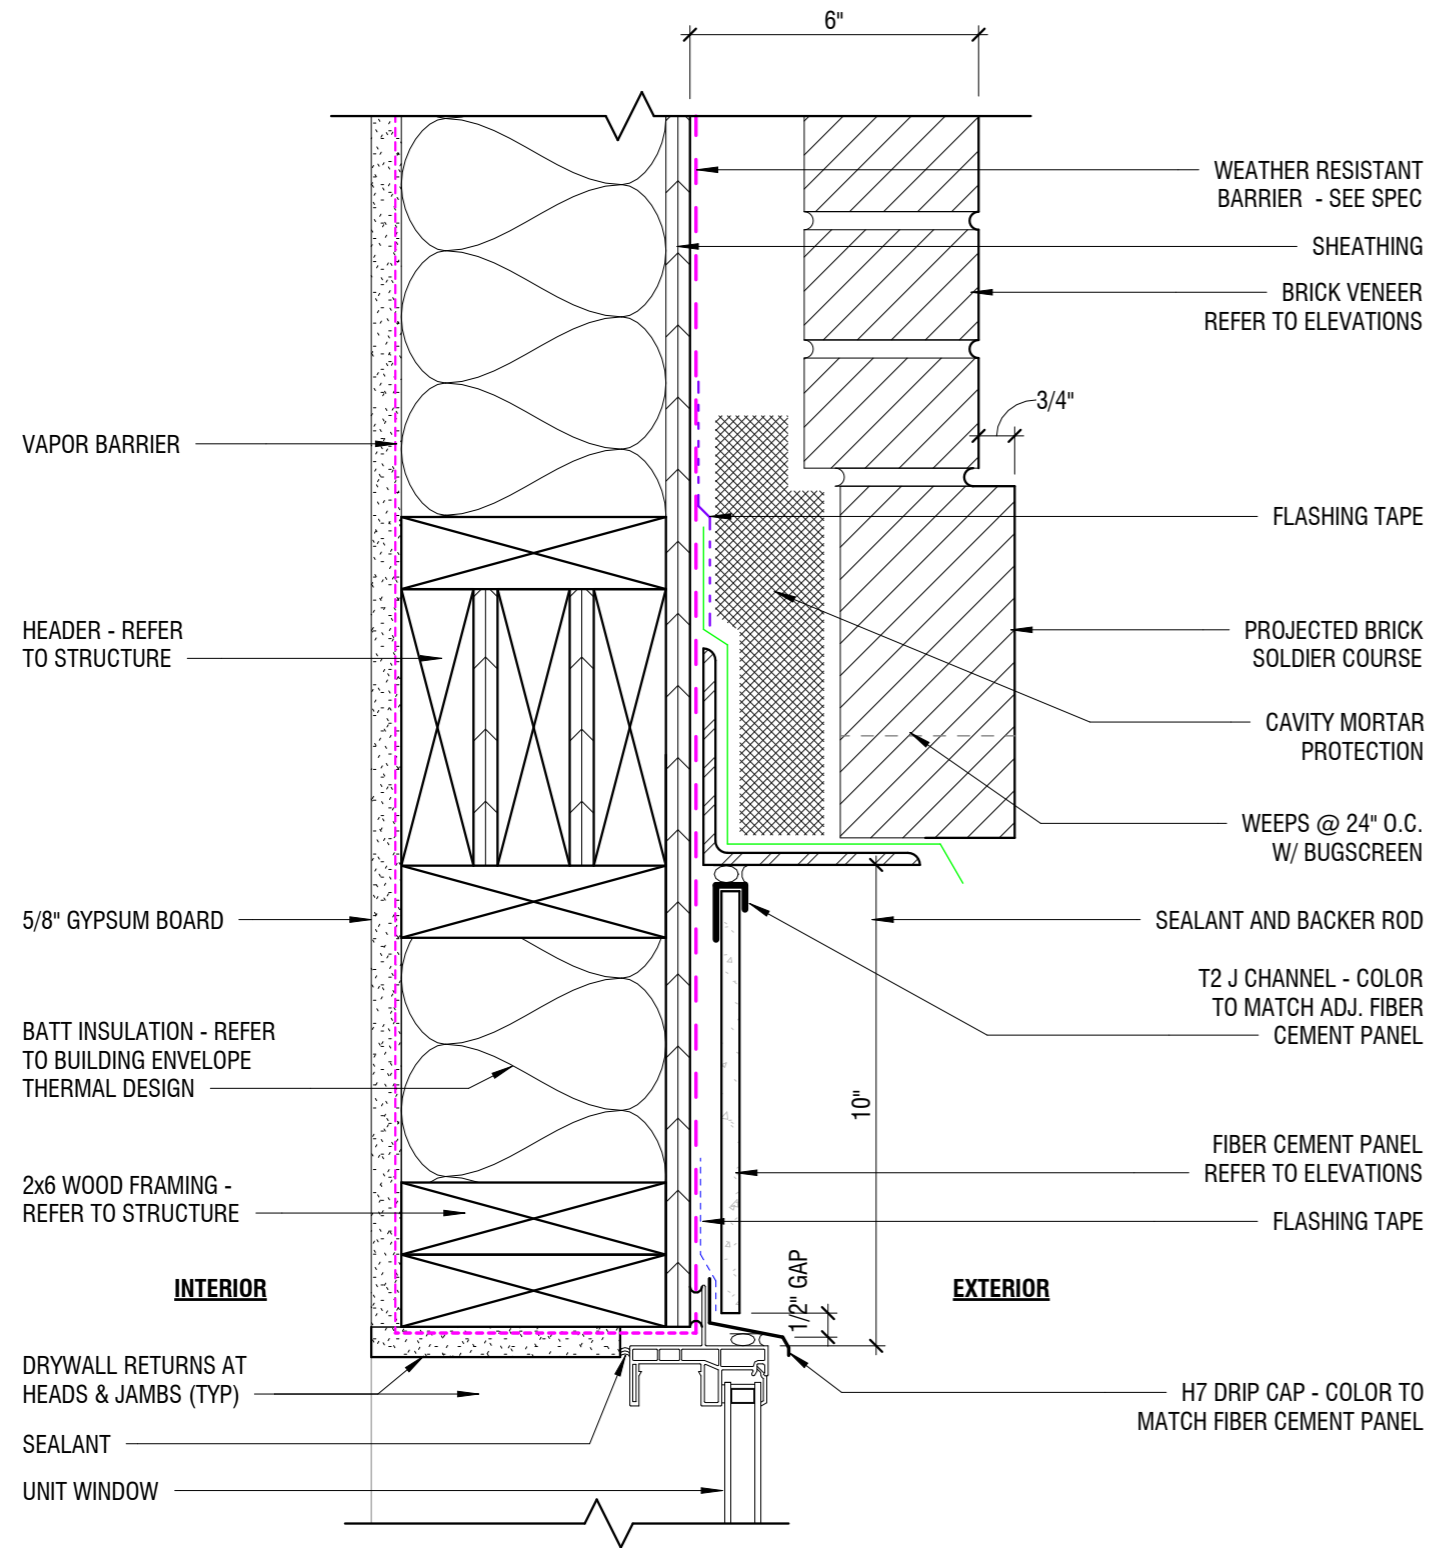 6"
WEATHER RESISTANT
BARRIER - SEE SPEC
SHEATHING
BRICK VENEER
REFER TO ELEVATIONS
3/4"
VAPOR BARRIER
FLASHING TAPE
HEADER - REFER
TO STRUCTURE
PROJECTED BRICK
SOLDIER COURSE
CAVITY MORTAR
PROTECTION
WEEPS @ 24" O.C.
W/ BUGSCREEN
5/8" GYPSUM BOARD
SEALANT AND BACKER ROD
T2 J CHANNEL - COLOR
TO MATCH ADJ. FIBER
CEMENT PANEL
BATT INSULATION - REFER
TO BUILDING ENVELOPE
THERMAL DESIGN
10"
FIBER CEMENT PANEL
REFER TO ELEVATIONS
2x6 WOOD FRAMING -
REFER TO STRUCTURE
FLASHING TAPE
INTERIOR
1/2" GAP
EXTERIOR
DRYWALL RETURNS AT
HEADS & JAMBS (TYP)
H7 DRIP CAP - COLOR TO
MATCH FIBER CEMENT PANEL
SEALANT
UNIT WINDOW